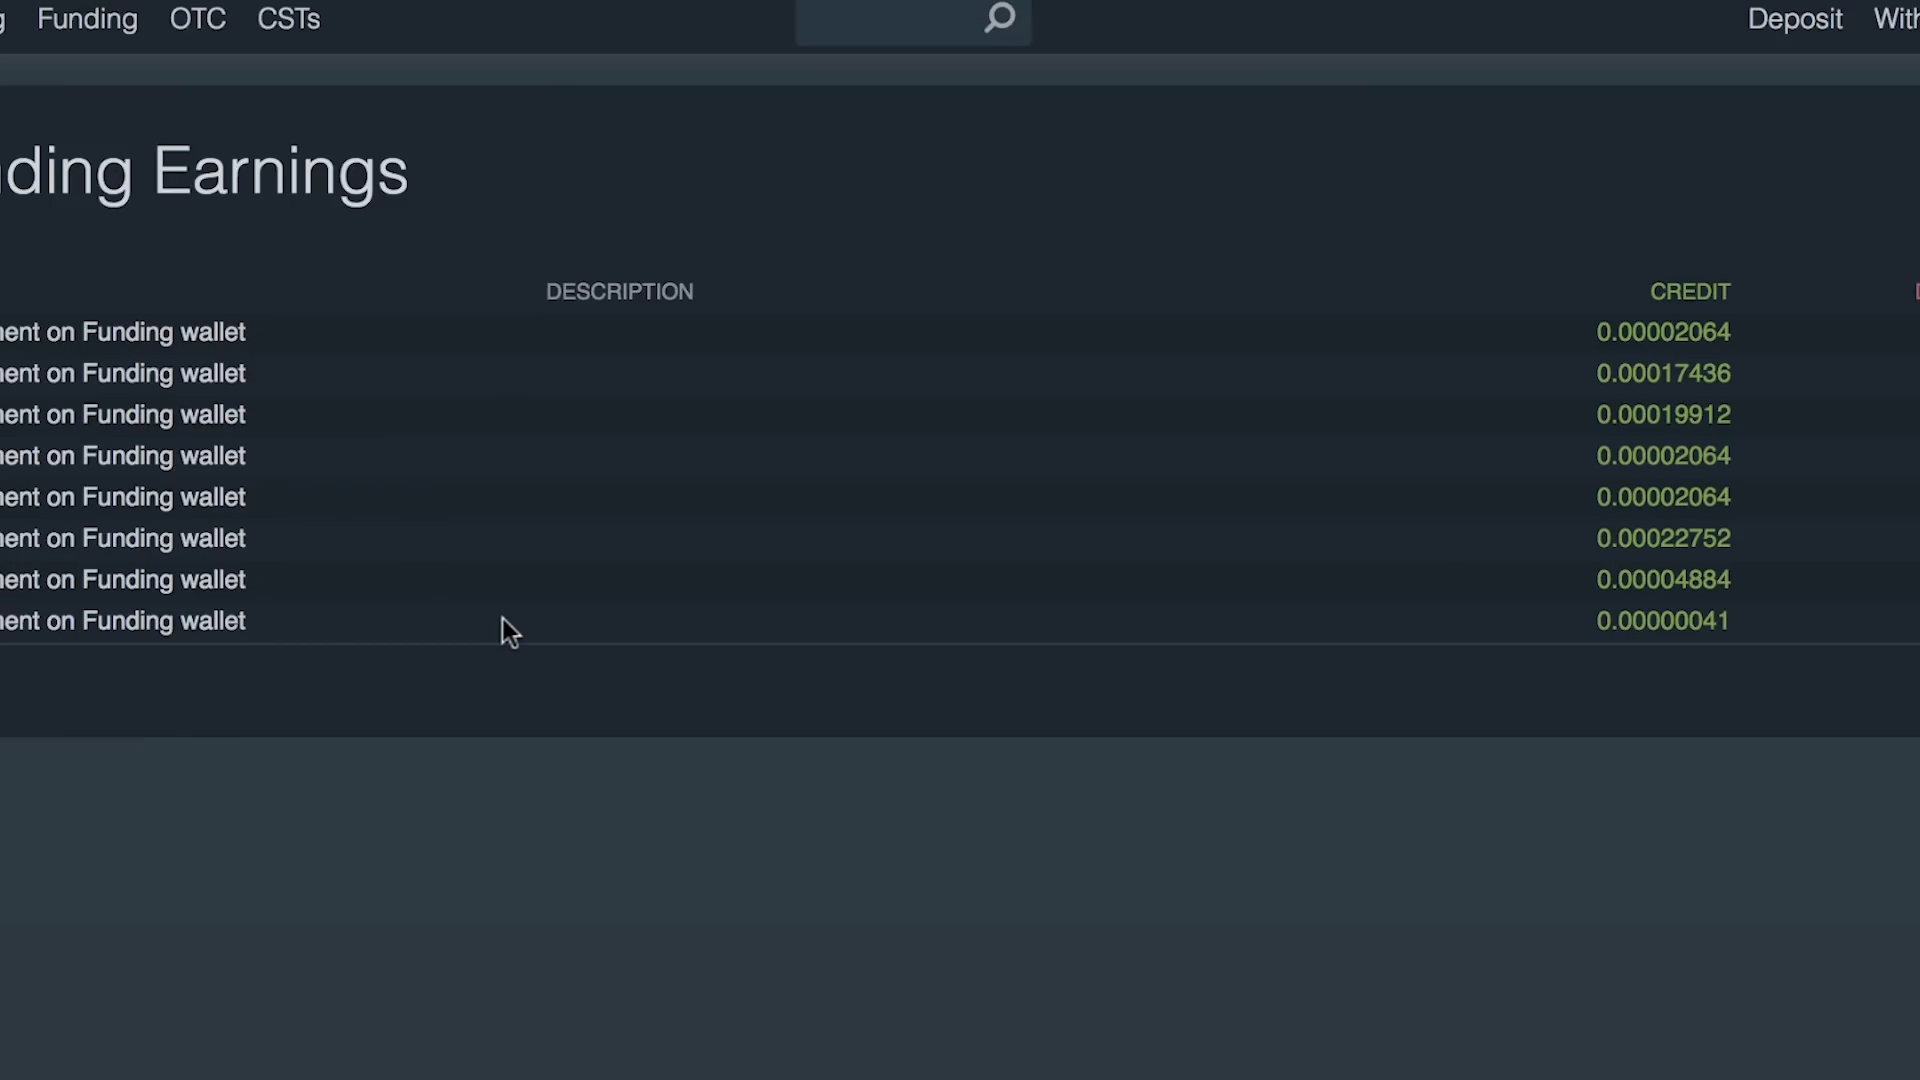 g Funding OTC CSTs Deposit With
ding Earnings
DESCRIPTION CREDIT
ent on Funding wallet 0.00002064
ent on Funding wallet 0.00017436
ent on Funding wallet 0.00019912
ent on Funding wallet 0.00002064
ent on Funding wallet 0.00002064
ent on Funding wallet 0.00022752
ent on Funding wallet 0.00004884
ent on Funding wallet 0.00000041